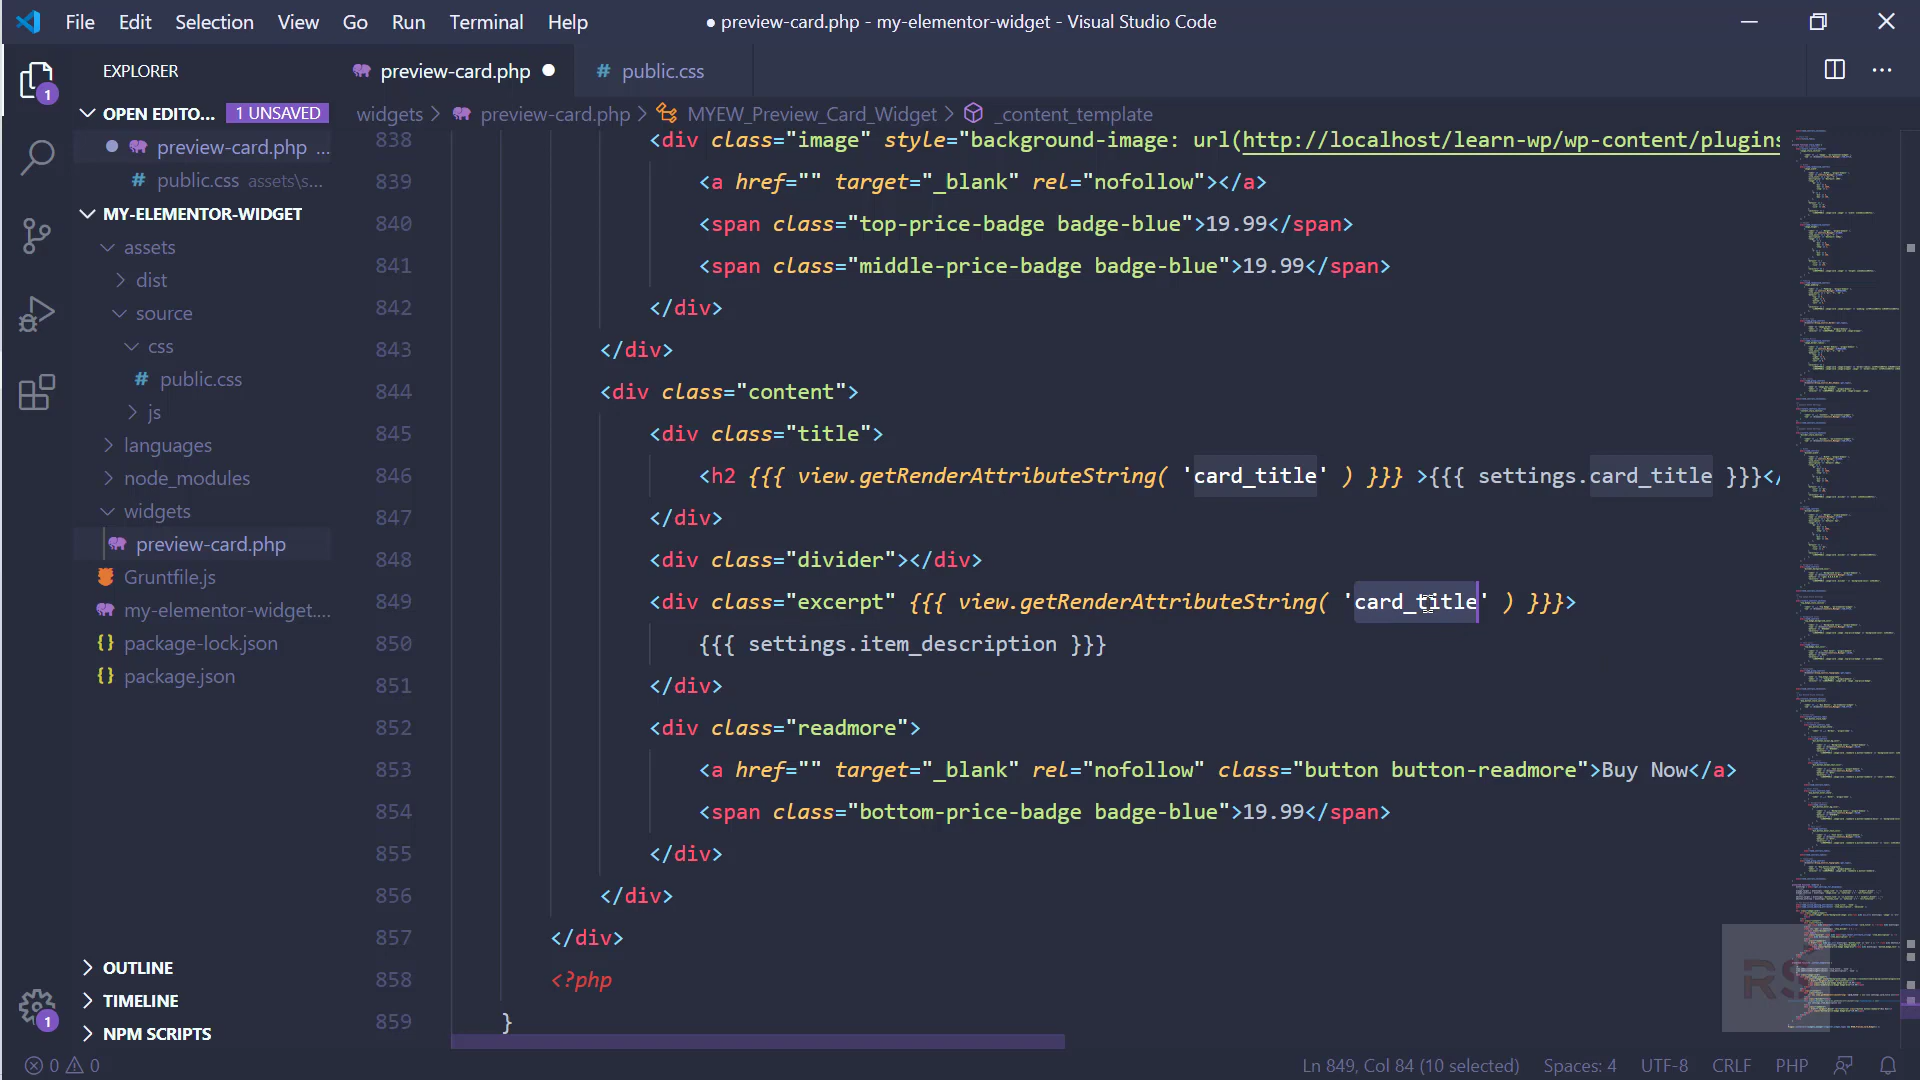 File Edit Selection View Go Run Terminal Help
● preview-card.php - my-elementor-widget - Visual Studio Code
EXPLORER
OPEN EDITO... 1 UNSAVED
preview-card.php ...
public.css assets\s...
MY-ELEMENTOR-WIDGET
assets
dist
source
css
public.css
js
languages
node_modules
widgets
preview-card.php
Gruntfile.js
my-elementor-widget....
package-lock.json
package.json
OUTLINE
TIMELINE
NPM SCRIPTS
1
1
preview-card.php ●
# public.css
widgets > preview-card.php > MYEW_Preview_Card_Widget > _content_template
838 <div class="image" style="background-image: url(http://localhost/learn-wp/wp-content/plugins
839 <a href="" target="_blank" rel="nofollow"></a>
840 <span class="top-price-badge badge-blue">19.99</span>
841 <span class="middle-price-badge badge-blue">19.99</span>
842 </div>
843 </div>
844 <div class="content">
845 <div class="title">
846 <h2 {{{ view.getRenderAttributeString( 'card_title' ) }}} >{{{ settings.card_title }}}</
847 </div>
848 <div class="divider"></div>
849 <div class="excerpt" {{{ view.getRenderAttributeString( 'card_title' ) }}}>
850 {{{ settings.item_description }}}
851 </div>
852 <div class="readmore">
853 <a href="" target="_blank" rel="nofollow" class="button button-readmore">Buy Now</a>
854 <span class="bottom-price-badge badge-blue">19.99</span>
855 </div>
856 </div>
857 </div>
858 <?php
859 }
RS
0 0
Ln 849, Col 84 (10 selected) Spaces: 4 UTF-8 CRLF PHP